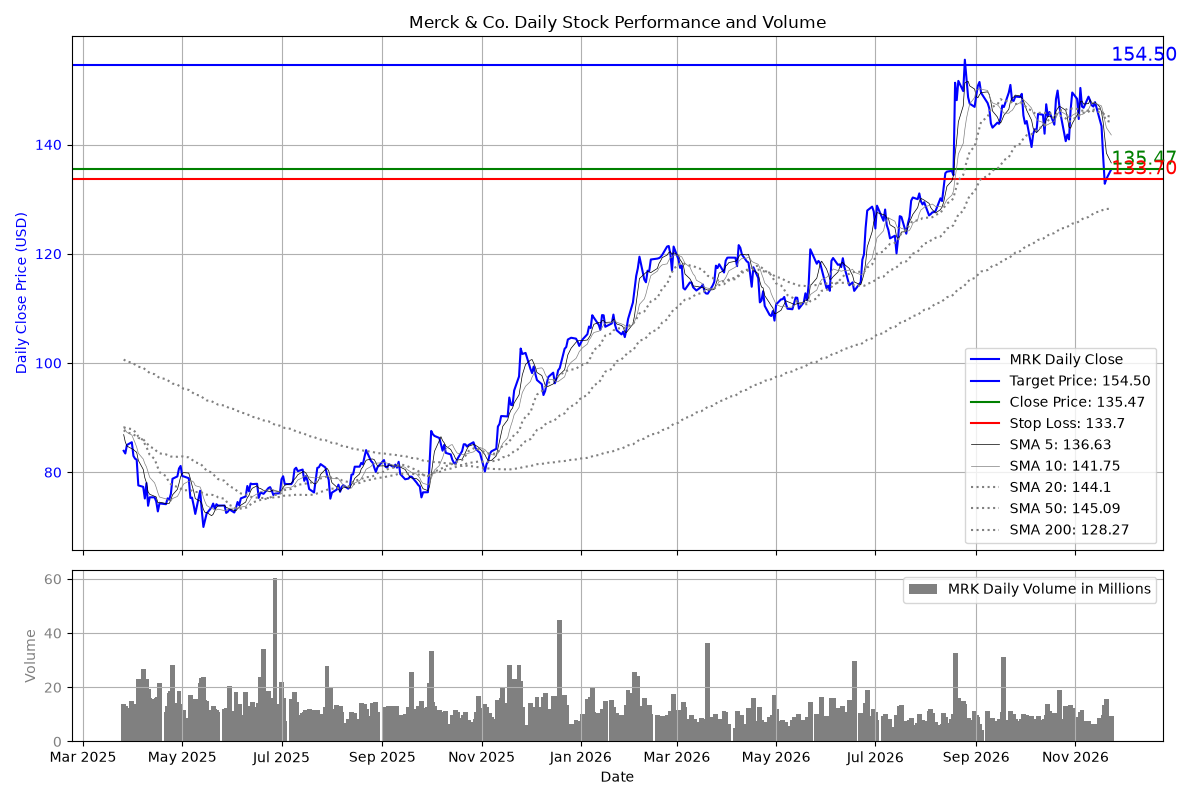 Merck & Co. Daily Stock Performance and Volume
154.50
135.47
133.70
Daily Close Price (USD)
140
120
100
80
MRK Daily Close
Target Price: 154.50
Close Price: 135.47
Stop Loss: 133.7
SMA 5: 136.63
SMA 10: 141.75
SMA 20: 144.1
SMA 50: 145.09
SMA 200: 128.27
Volume
60
40
20
0
MRK Daily Volume in Millions
Mar 2025 May 2025 Jul 2025 Sep 2025 Nov 2025 Jan 2026 Mar 2026 May 2026 Jul 2026 Sep 2026 Nov 2026
Date